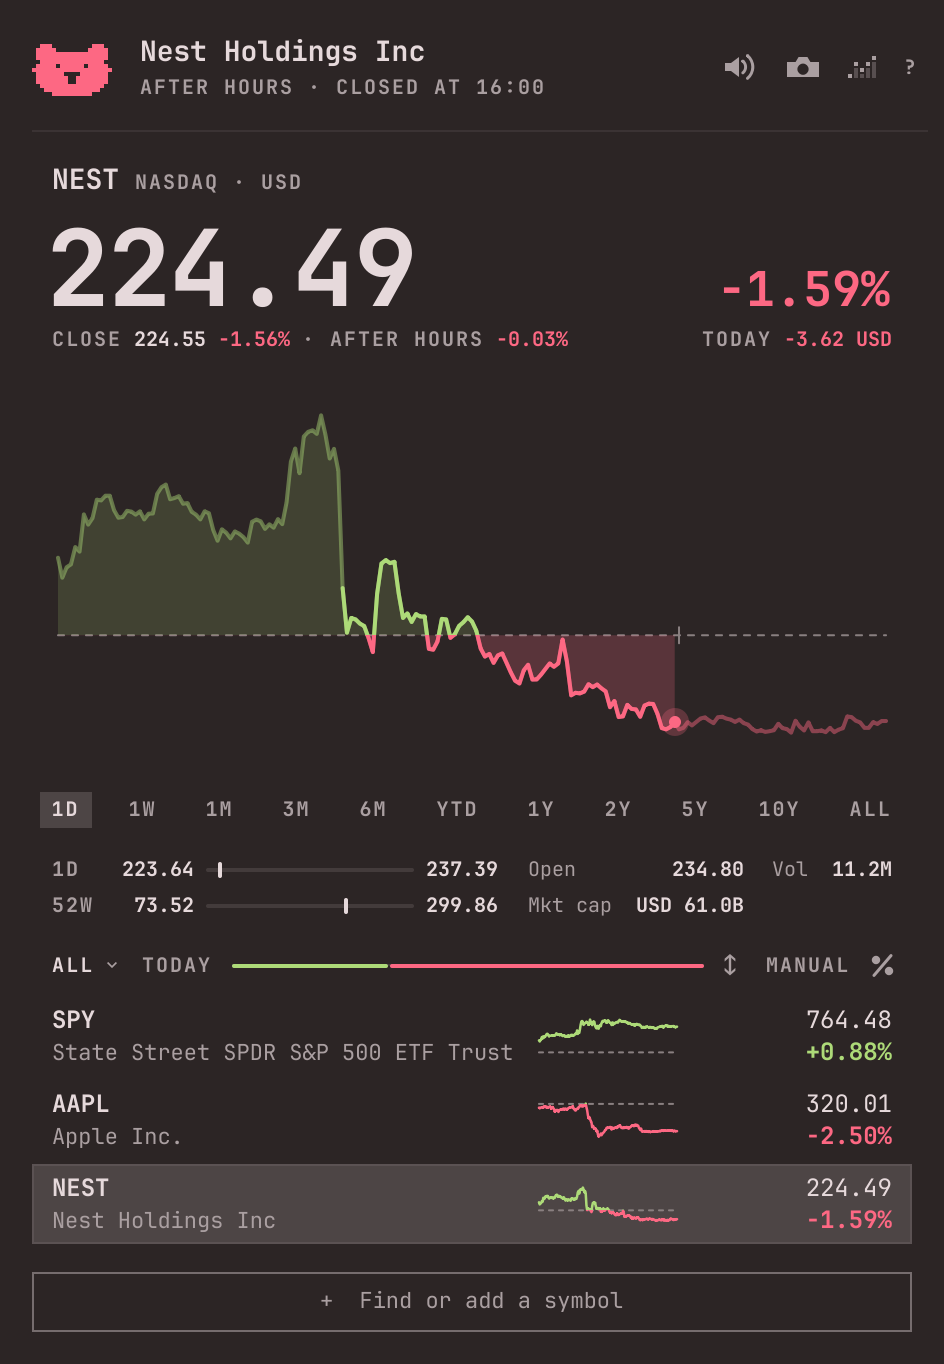 Nest Holdings Inc
AFTER HOURS · CLOSED AT 16:00
?
NEST NASDAQ · USD
224.49
-1.59%
CLOSE 224.55 -1.56% · AFTER HOURS -0.03%
TODAY -3.62 USD
1D 1W 1M 3M 6M YTD 1Y 2Y 5Y 10Y ALL
1D 223.64 237.39 Open 234.80 Vol 11.2M
52W 73.52 299.86 Mkt cap USD 61.0B
ALL TODAY MANUAL %
SPY 764.48
State Street SPDR S&P 500 ETF Trust +0.88%
AAPL 320.01
Apple Inc. -2.50%
NEST 224.49
Nest Holdings Inc -1.59%
+ Find or add a symbol